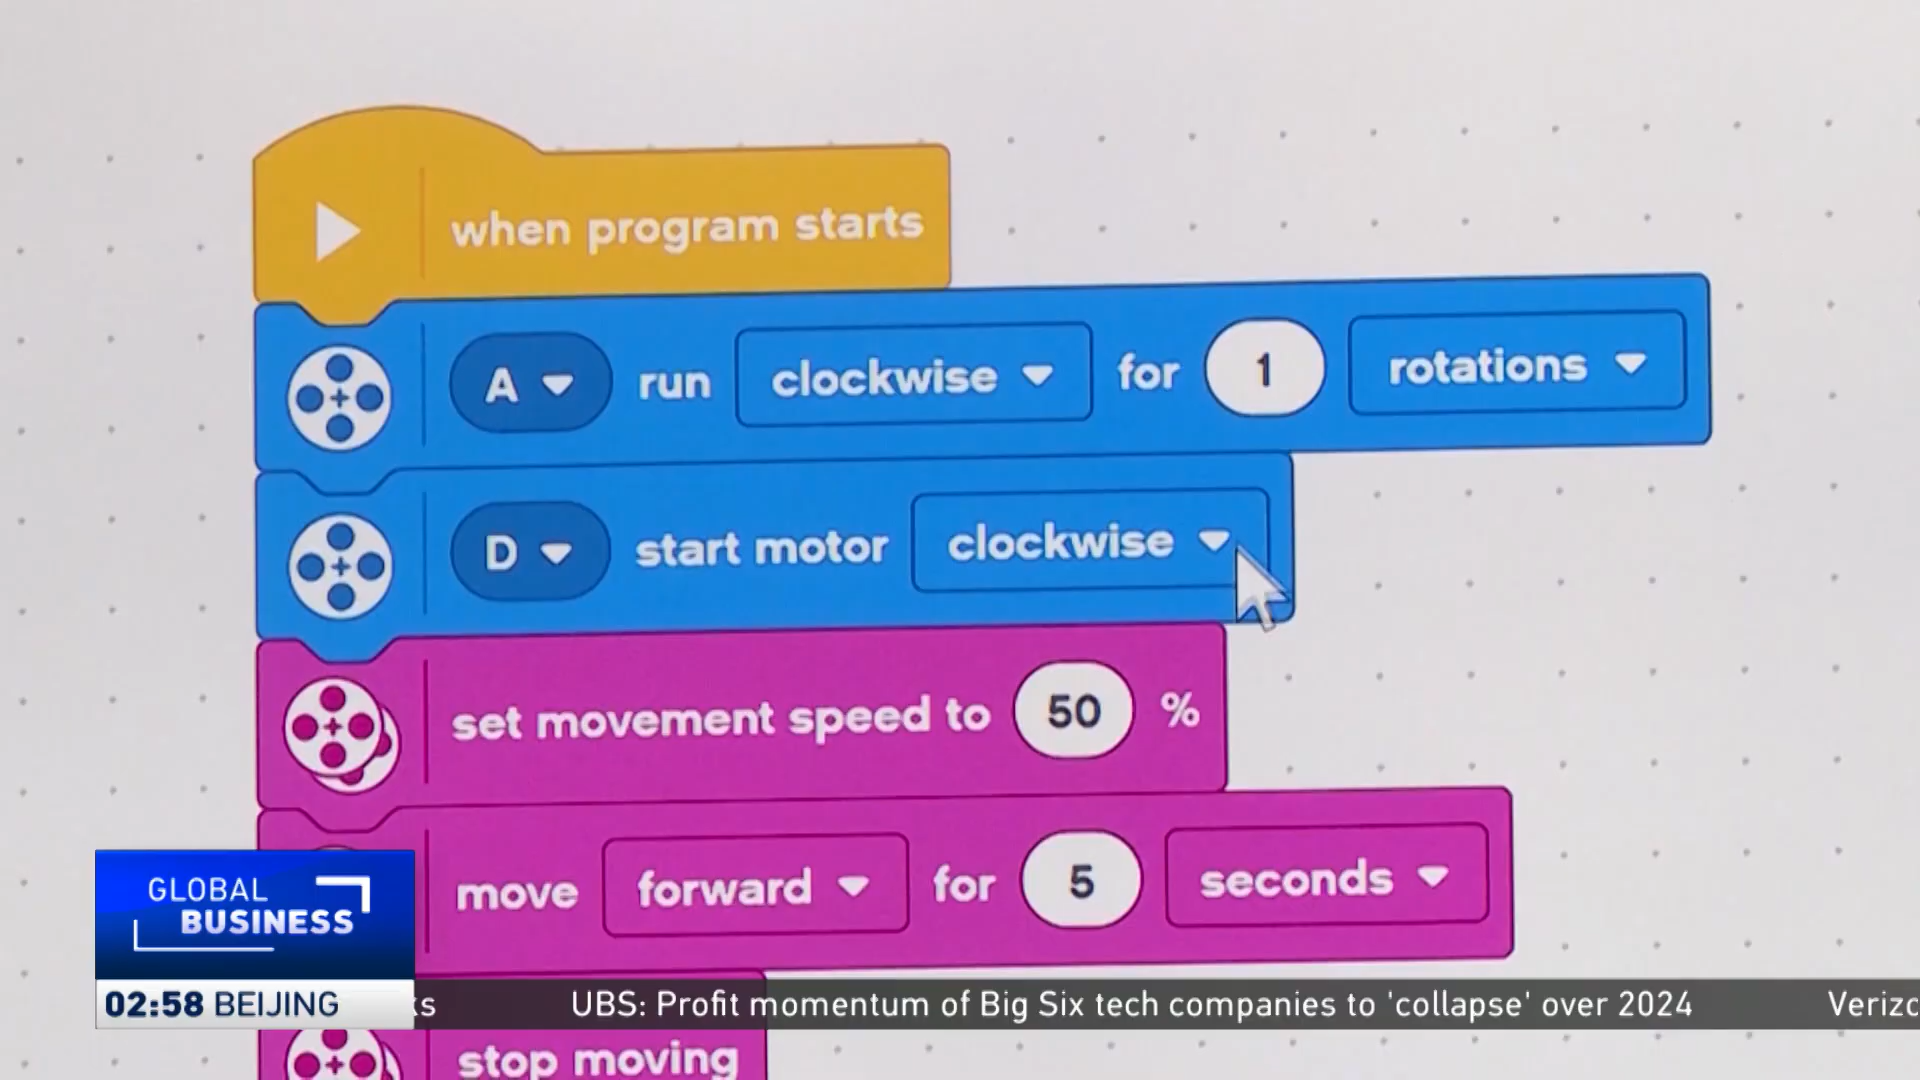 when program starts
A run clockwise for 1 rotations
D start motor clockwise
set movement speed to 50 %
move forward for 5 seconds
stop moving
GLOBAL
BUSINESS
02:58 BEIJING
UBS: Profit momentum of Big Six tech companies to 'collapse' over 2024